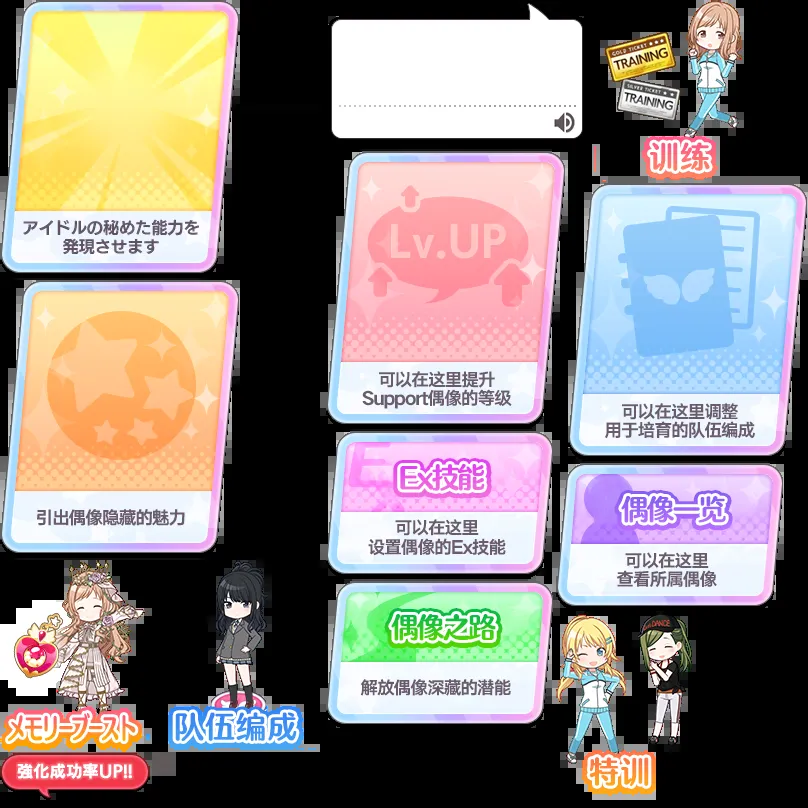 アイドルの秘めた能力を
発現させます
GOLD TICKET ★★★
TRAINING
SILVER TICKET ★★★
TRAINING
训练
Lv.UP
可以在这里提升
Support偶像的等级
可以在这里调整
用于培育的队伍编成
引出偶像隐藏的魅力
Ex技能
可以在这里
设置偶像的Ex技能
偶像一览
可以在这里
查看所属偶像
偶像之路
解放偶像深藏的潜能
メモリーブースト
強化成功率UP!!
队伍编成
DANCE
特训